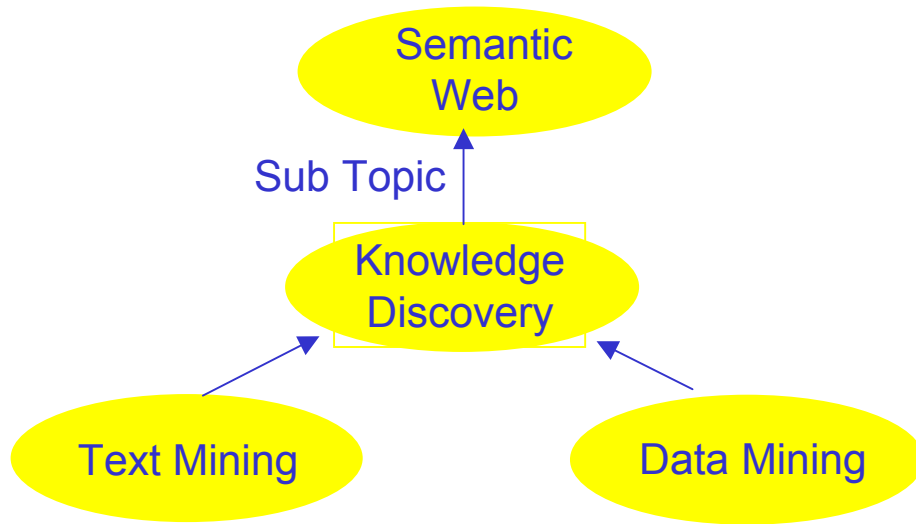 Semantic
Web
Sub Topic
Knowledge
Discovery
Text Mining
Data Mining